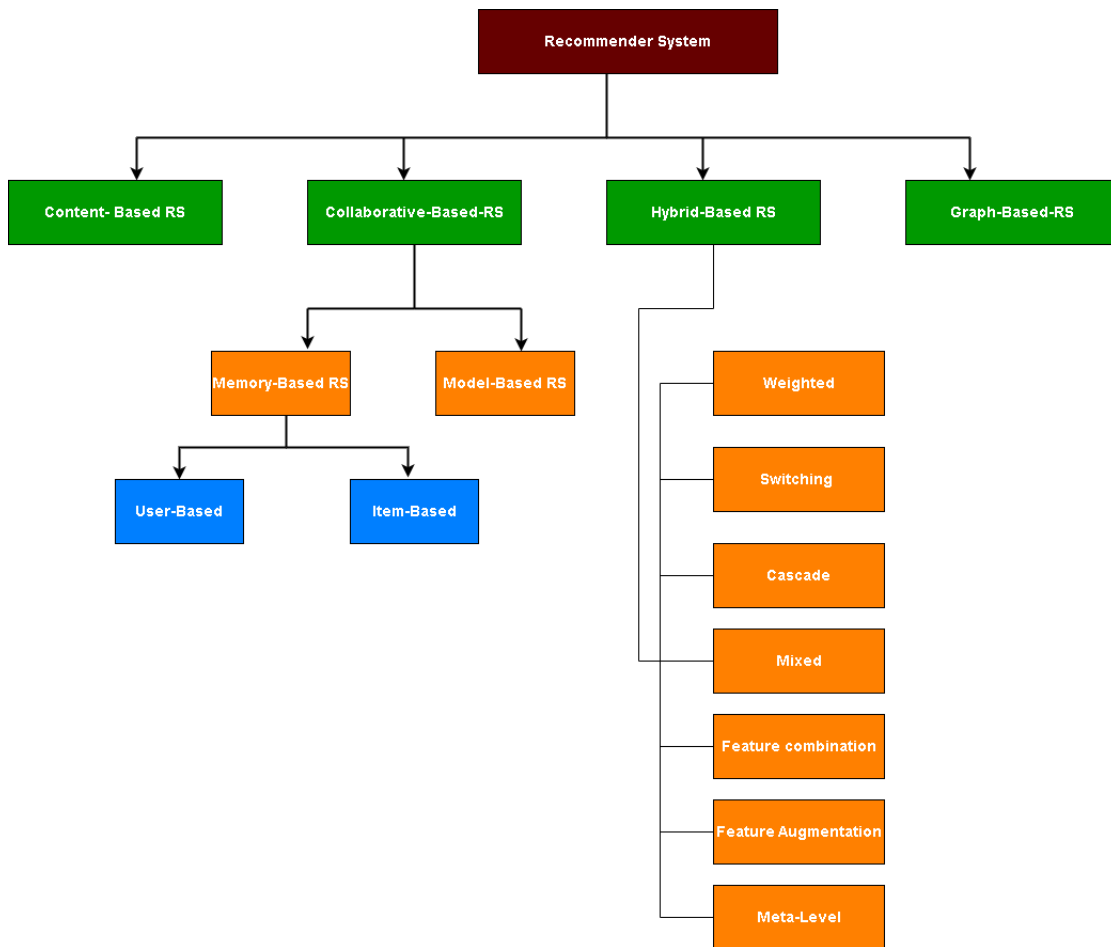 Recommender System
Content- Based RS
Collaborative-Based-RS
Hybrid-Based RS
Graph-Based-RS
Memory-Based RS
Model-Based RS
Weighted
User-Based
Item-Based
Switching
Cascade
Mixed
Feature combination
Feature Augmentation
Meta-Level